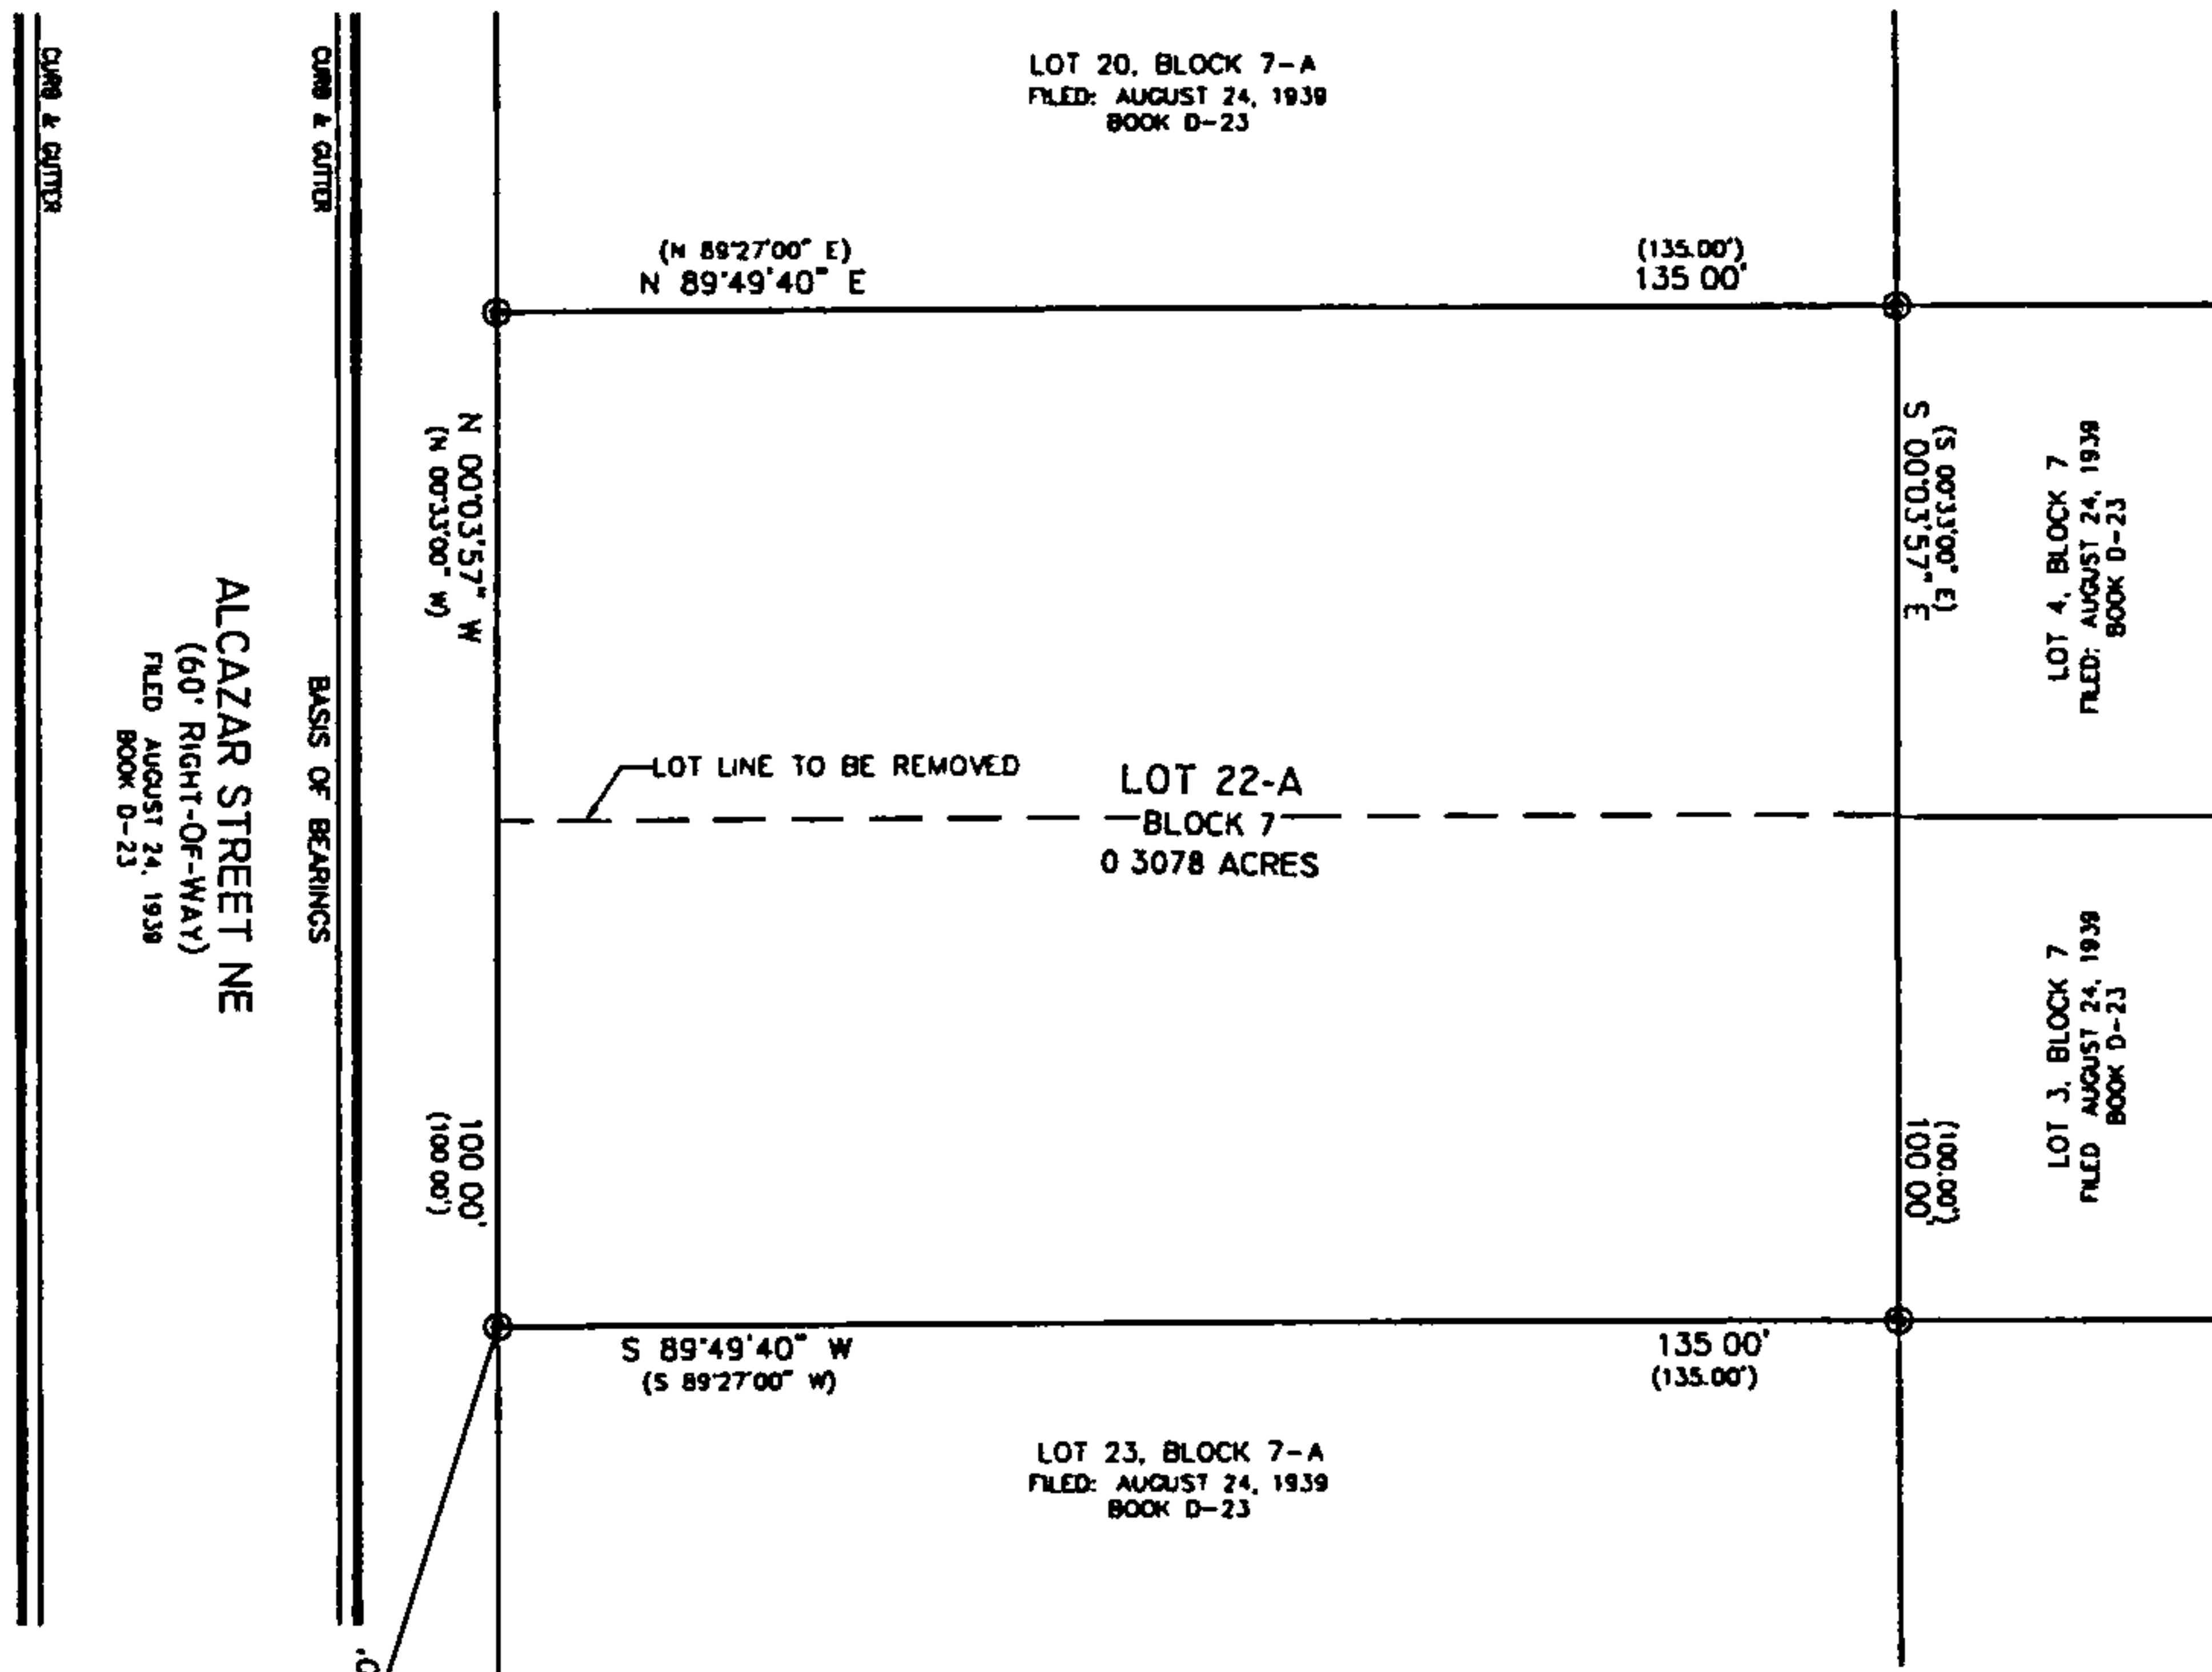 LOT 20, BLOCK 7-A
FILED: AUGUST 24, 1939
BOOK D-23
CURB & GUTTER
CURB & GUTTER
(N 89°27'00" E)
N 89°49'40" E
(135.00')
135 00'
N 00°03'57" W
(N 00°33'00" W)
(S 00°33'00" E)
S 00°03'57" E
LOT 4, BLOCK 7
FILED: AUGUST 24, 1939
BOOK D-23
ALCAZAR STREET NE
(60' RIGHT-OF-WAY)
FILED AUGUST 24, 1939
BOOK D-23
BASIS OF BEARINGS
LOT LINE TO BE REMOVED
LOT 22-A
BLOCK 7
0 3078 ACRES
LOT 3, BLOCK 7
FILED AUGUST 24, 1939
BOOK D-23
100 00'
(100 00')
(100.00')
100 00'
S 89°49'40" W
(S 89°27'00" W)
135 00'
(135.00')
LOT 23, BLOCK 7-A
FILED: AUGUST 24, 1939
BOOK D-23